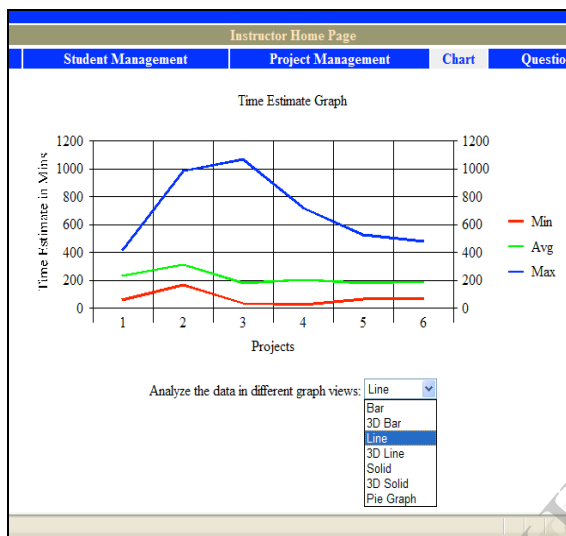 Instructor Home Page
Student Management Project Management Chart Questio
Time Estimate Graph
1200 1200
1000 1000
800 800
600 600
400 400
200 200
0 0
Time Estimate in Mins
1 2 3 4 5 6
Projects
Min
Avg
Max
Analyze the data in different graph views: Line
Bar
3D Bar
Line
3D Line
Solid
3D Solid
Pie Graph